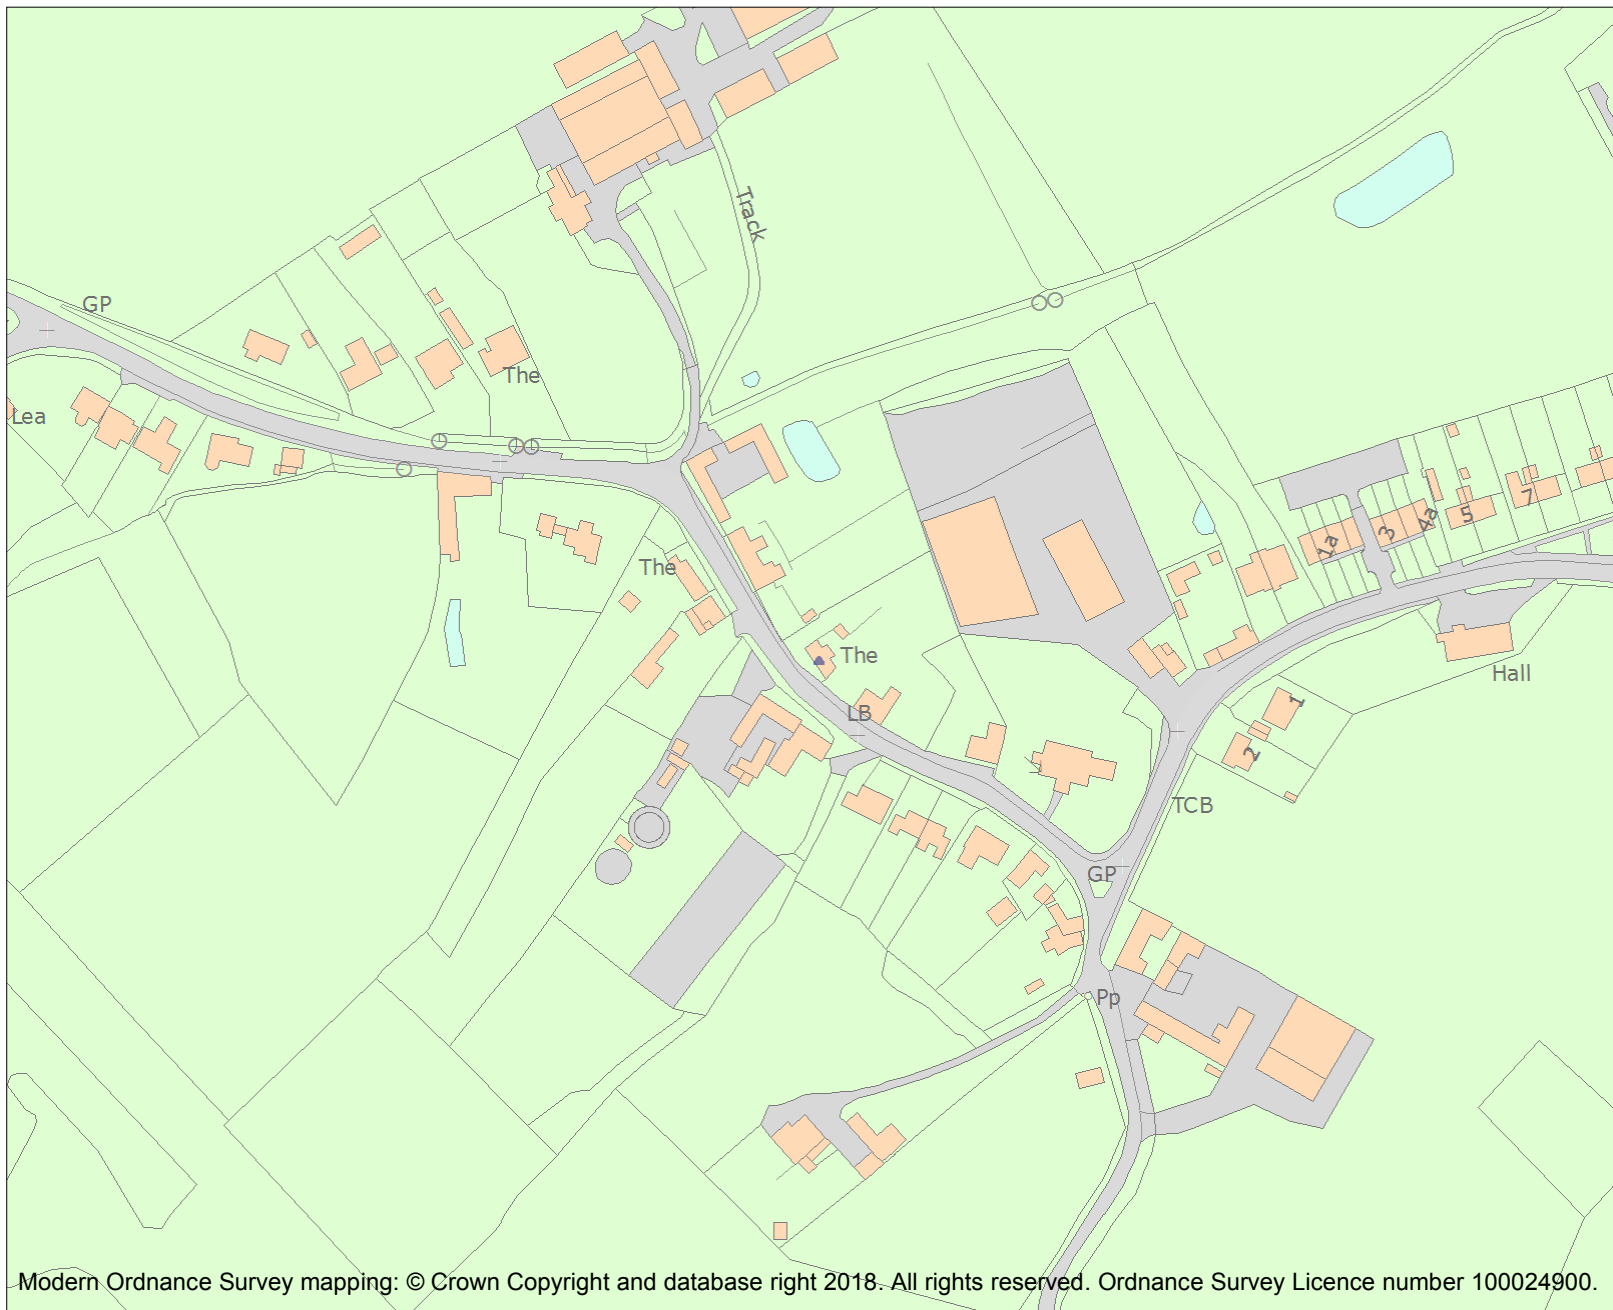 Track
GP
The
Lea
7
5
4a
3
1a
The
The
Hall
1
LB
2
TCB
GP
Pp
Modern Ordnance Survey mapping: © Crown Copyright and database right 2018. All rights reserved. Ordnance Survey Licence number 100024900.